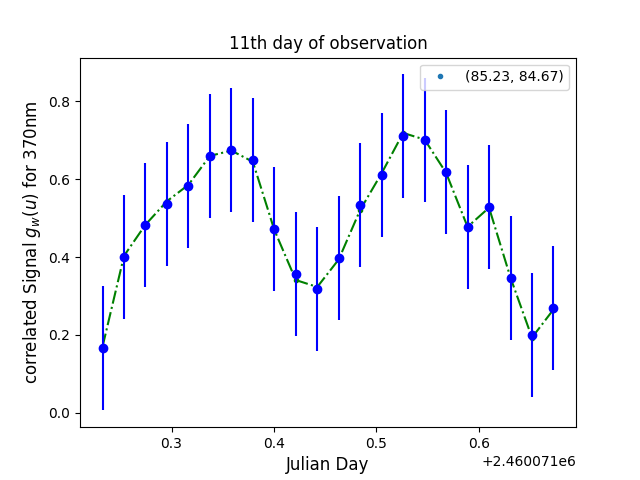 11th day of observation
(85.23, 84.67)
correlated Signal g_w(u) for 370nm
0.8
0.6
0.4
0.2
0.0
0.3 0.4 0.5 0.6
+2.460071e6
Julian Day